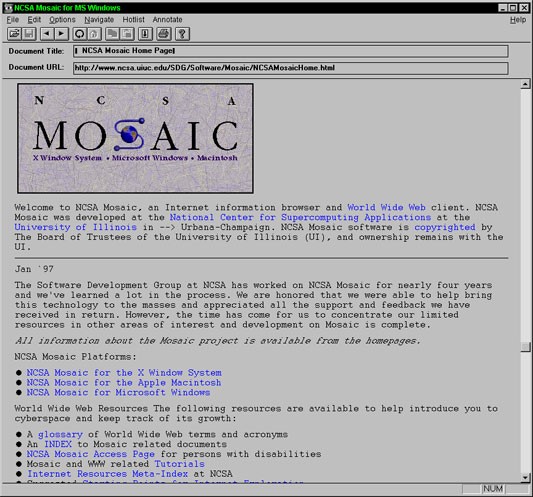 NCSA Mosaic for MS Windows
File Edit Options Navigate Hotlist Annotate Help
Document Title: NCSA Mosaic Home Page
Document URL: http://www.ncsa.uiuc.edu/SDG/Software/Mosaic/NCSAMosaicHome.html
N C S A
MOSAIC
X Window System • Microsoft Windows • Macintosh
Welcome to NCSA Mosaic, an Internet information browser and World Wide Web client. NCSA
Mosaic was developed at the National Center for Supercomputing Applications at the
University of Illinois in --> Urbana-Champaign. NCSA Mosaic software is copyrighted by
The Board of Trustees of the University of Illinois (UI), and ownership remains with the
UI.
Jan `97
The Software Development Group at NCSA has worked on NCSA Mosaic for nearly four years
and we've learned a lot in the process. We are honored that we were able to help bring
this technology to the masses and appreciated all the support and feedback we have
received in return. However, the time has come for us to concentrate our limited
resources in other areas of interest and development on Mosaic is complete.
All information about the Mosaic project is available from the homepages.
NCSA Mosaic Platforms:
● NCSA Mosaic for the X Window System
● NCSA Mosaic for the Apple Macintosh
● NCSA Mosaic for Microsoft Windows
World Wide Web Resources The following resources are available to help introduce you to
cyberspace and keep track of its growth:
● A glossary of World Wide Web terms and acronyms
● An INDEX to Mosaic related documents
● NCSA Mosaic Access Page for persons with disabilities
● Mosaic and WWW related Tutorials
● Internet Resources Meta-Index at NCSA
● Suggested Starting Points for Internet Exploration
NUM